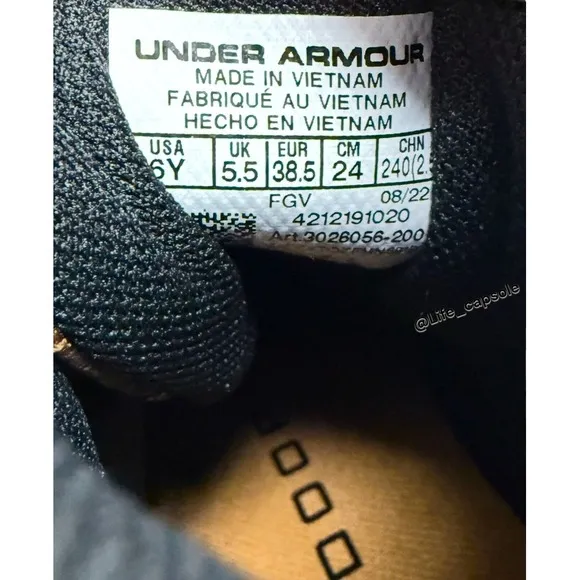 UNDER ARMOUR
MADE IN VIETNAM
FABRIQUÉ AU VIETNAM
HECHO EN VIETNAM
USA UK EUR CM CHN
6Y 5.5 38.5 24 240(2.
FGV 08/22
4212191020
Art.3026056-200
@Life_capsole